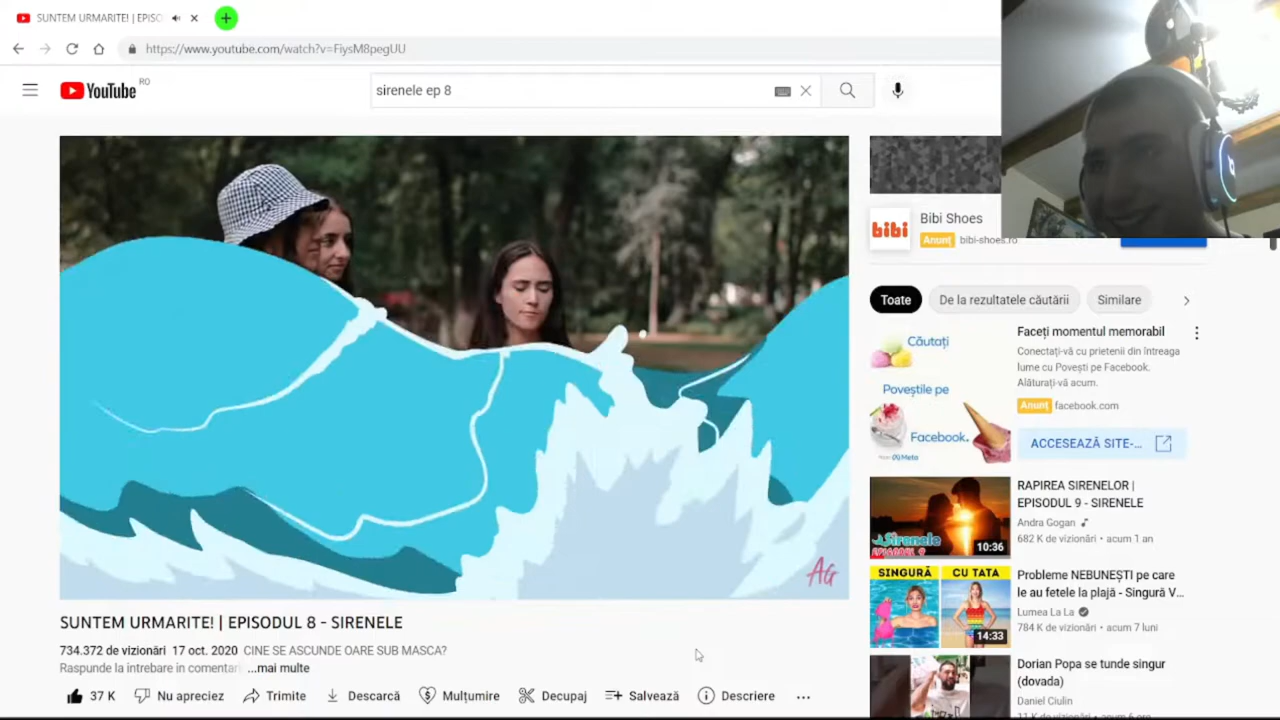 SUNTEM URMARITE! | EPISO
https://www.youtube.com/watch?v=FiysM8pegUU
YouTube RO
sirenele ep 8
AG
SUNTEM URMARITE! | EPISODUL 8 - SIRENELE
734.372 de vizionări 17 oct. 2020 CINE SE ASCUNDE OARE SUB MASCA?
Raspunde la intrebare in comentar ...mai multe
37 K Nu apreciez Trimite Descarcă Mulțumire Decupaj Salvează Descriere
bibi
Bibi Shoes
Anunț bibi-shoes.ro
Toate De la rezultatele căutării Similare
Căutați
Poveștile pe
Facebook.
Meta
Faceți momentul memorabil
Conectați-vă cu prietenii din întreaga
lume cu Povești pe Facebook.
Alăturați-vă acum.
Anunț facebook.com
ACCESEAZĂ SITE-...
Sirenele
EPISODUL 9
10:36
RAPIREA SIRENELOR |
EPISODUL 9 - SIRENELE
Andra Gogan
682 K de vizionări • acum 1 an
SINGURĂ CU TATA
14:33
Probleme NEBUNEȘTI pe care
le au fetele la plajă - Singură V...
Lumea La La
784 K de vizionări • acum 7 luni
Dorian Popa se tunde singur
(dovada)
Daniel Ciulin